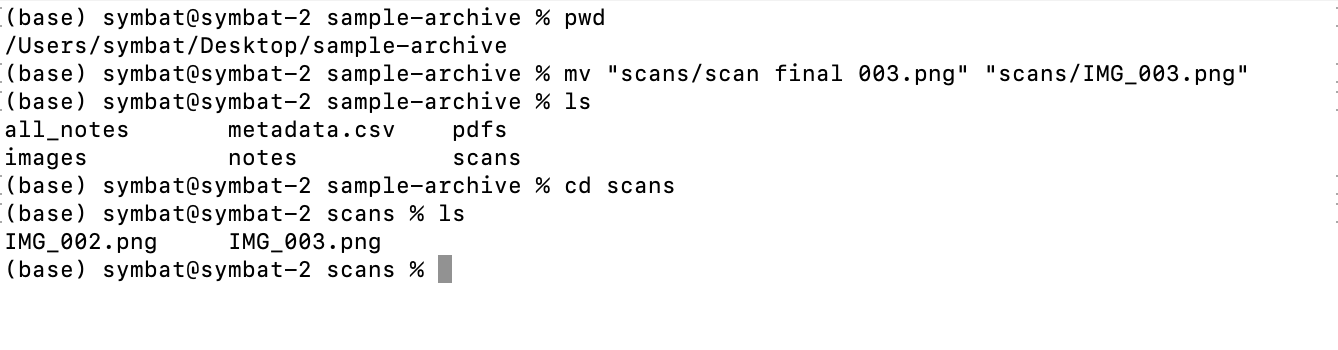 (base) symbat@symbat-2 sample-archive % pwd
/Users/symbat/Desktop/sample-archive
(base) symbat@symbat-2 sample-archive % mv "scans/scan final 003.png" "scans/IMG_003.png"
(base) symbat@symbat-2 sample-archive % ls
all_notes metadata.csv pdfs
images notes scans
(base) symbat@symbat-2 sample-archive % cd scans
(base) symbat@symbat-2 scans % ls
IMG_002.png IMG_003.png
(base) symbat@symbat-2 scans %